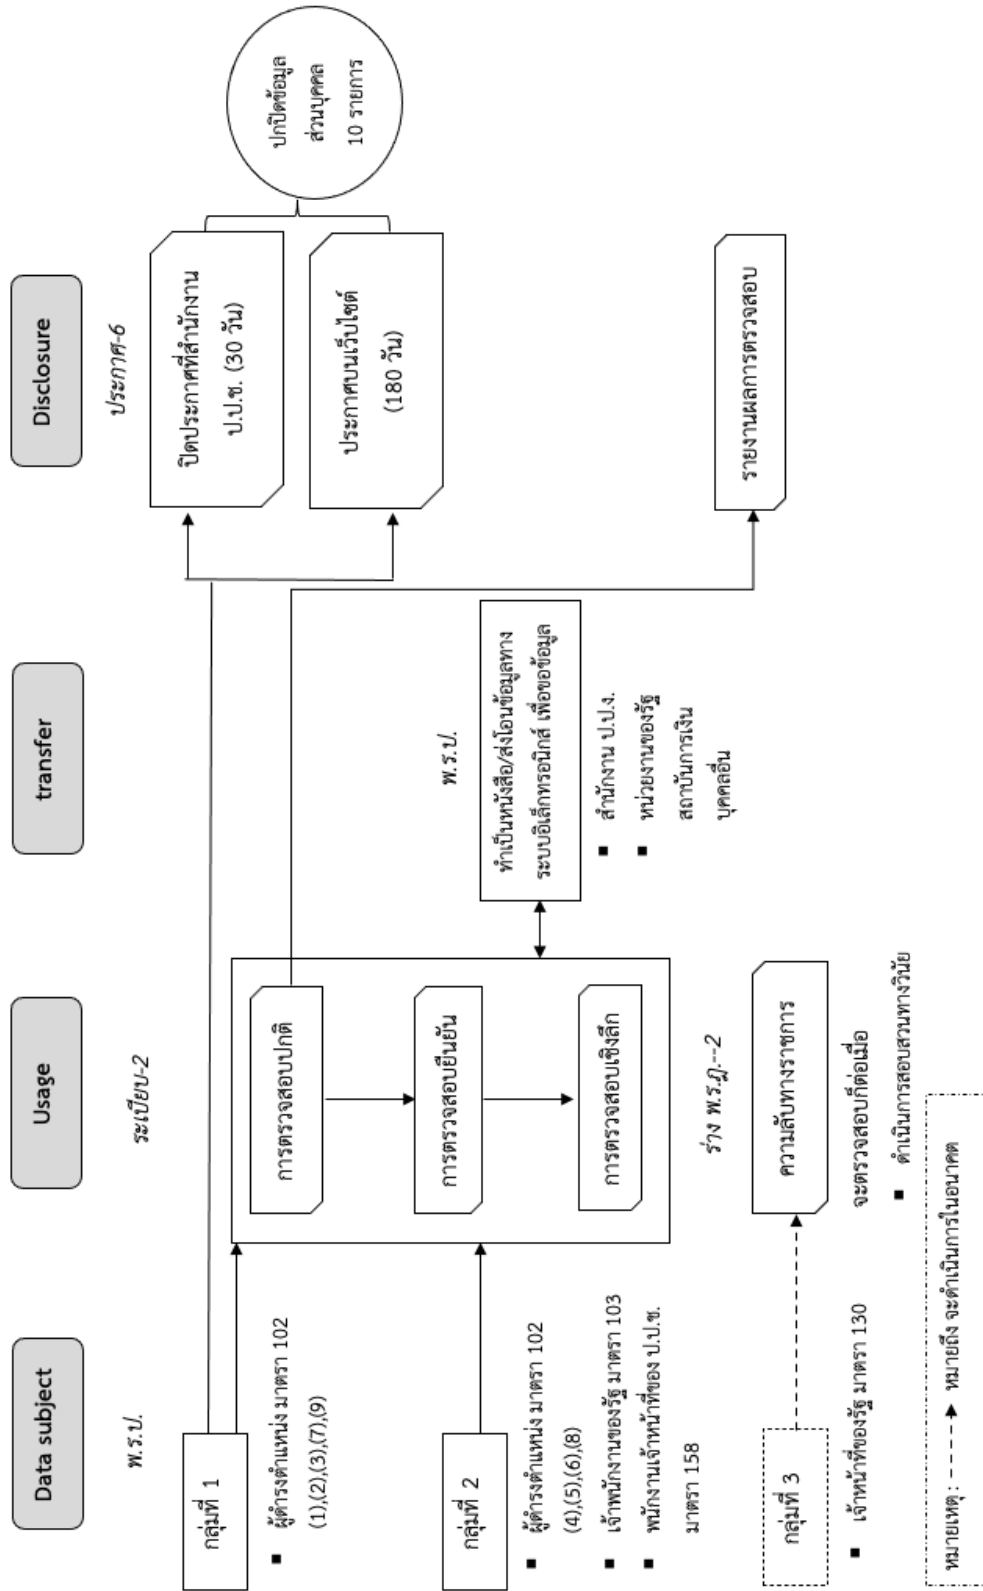 Data subject
Usage
transfer
Disclosure
พ.ร.ป.
ระเบียบ-2
พ.ร.ป.
ประกาศ-6
กลุ่มที่ 1
■ ผู้ดำรงตำแหน่ง มาตรา 102
(1),(2),(3),(7),(9)
กลุ่มที่ 2
■ ผู้ดำรงตำแหน่ง มาตรา 102
(4),(5),(6),(8)
■ เจ้าพนักงานของรัฐ มาตรา 103
■ พนักงานเจ้าหน้าที่ของ ป.ป.ช.
มาตรา 158
กลุ่มที่ 3
■ เจ้าหน้าที่ของรัฐ มาตรา 130
การตรวจสอบปกติ
การตรวจสอบยืนยัน
การตรวจสอบเชิงลึก
ร่าง พ.ร.ฎ.--2
ความลับทางราชการ
จะตรวจสอบก็ต่อเมื่อ
■ ดำเนินการสอบสวนทางวินัย
ทำเป็นหนังสือ/ส่งโอนข้อมูลทาง
ระบบอิเล็กทรอนิกส์ เพื่อขอข้อมูล
■ สำนักงาน ป.ป.ง.
■ หน่วยงานของรัฐ
สถาบันการเงิน
บุคคลอื่น
ปิดประกาศที่สำนักงาน
ป.ป.ช. (30 วัน)
ประกาศบนเว็บไซต์
(180 วัน)
ปกปิดข้อมูล
ส่วนบุคคล
10 รายการ
รายงานผลการตรวจสอบ
หมายเหตุ : หมายถึง จะดำเนินการในอนาคต